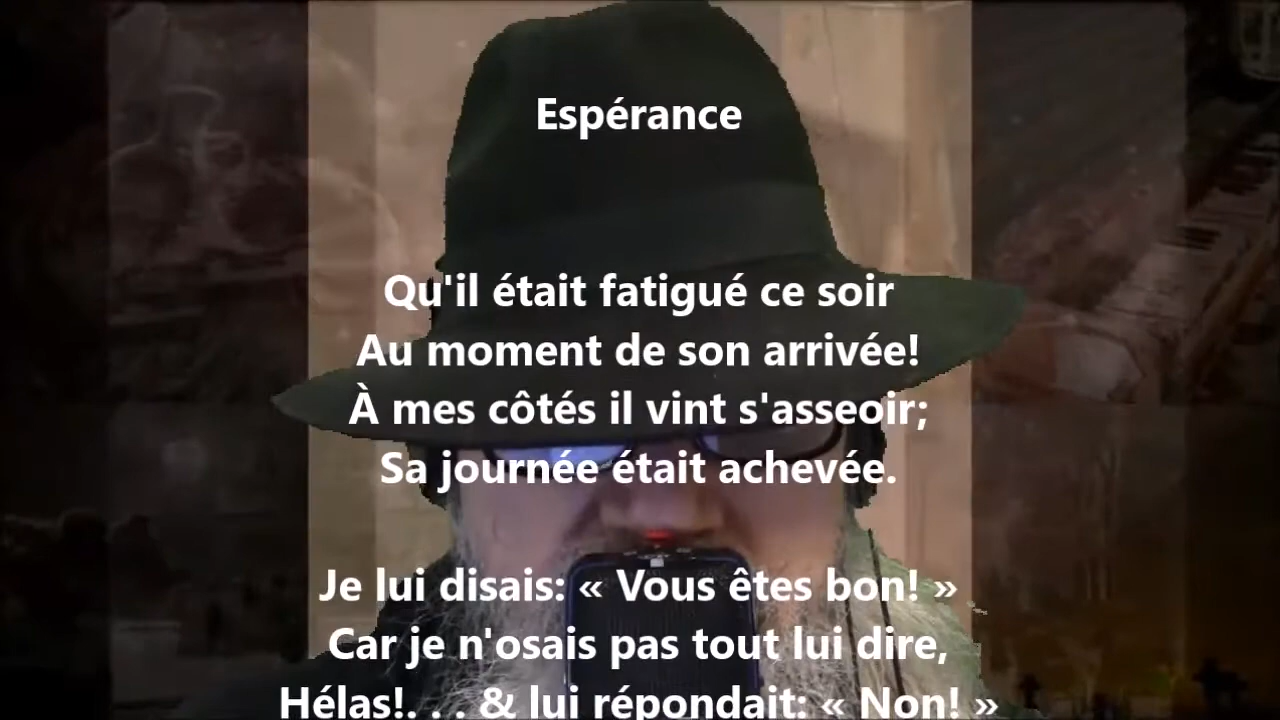 Espérance
Qu'il était fatigué ce soir
Au moment de son arrivée!
À mes côtés il vint s'asseoir;
Sa journée était achevée.
Je lui disais: « Vous êtes bon! »
Car je n'osais pas tout lui dire,
Hélas!. . . & lui répondait: « Non! »